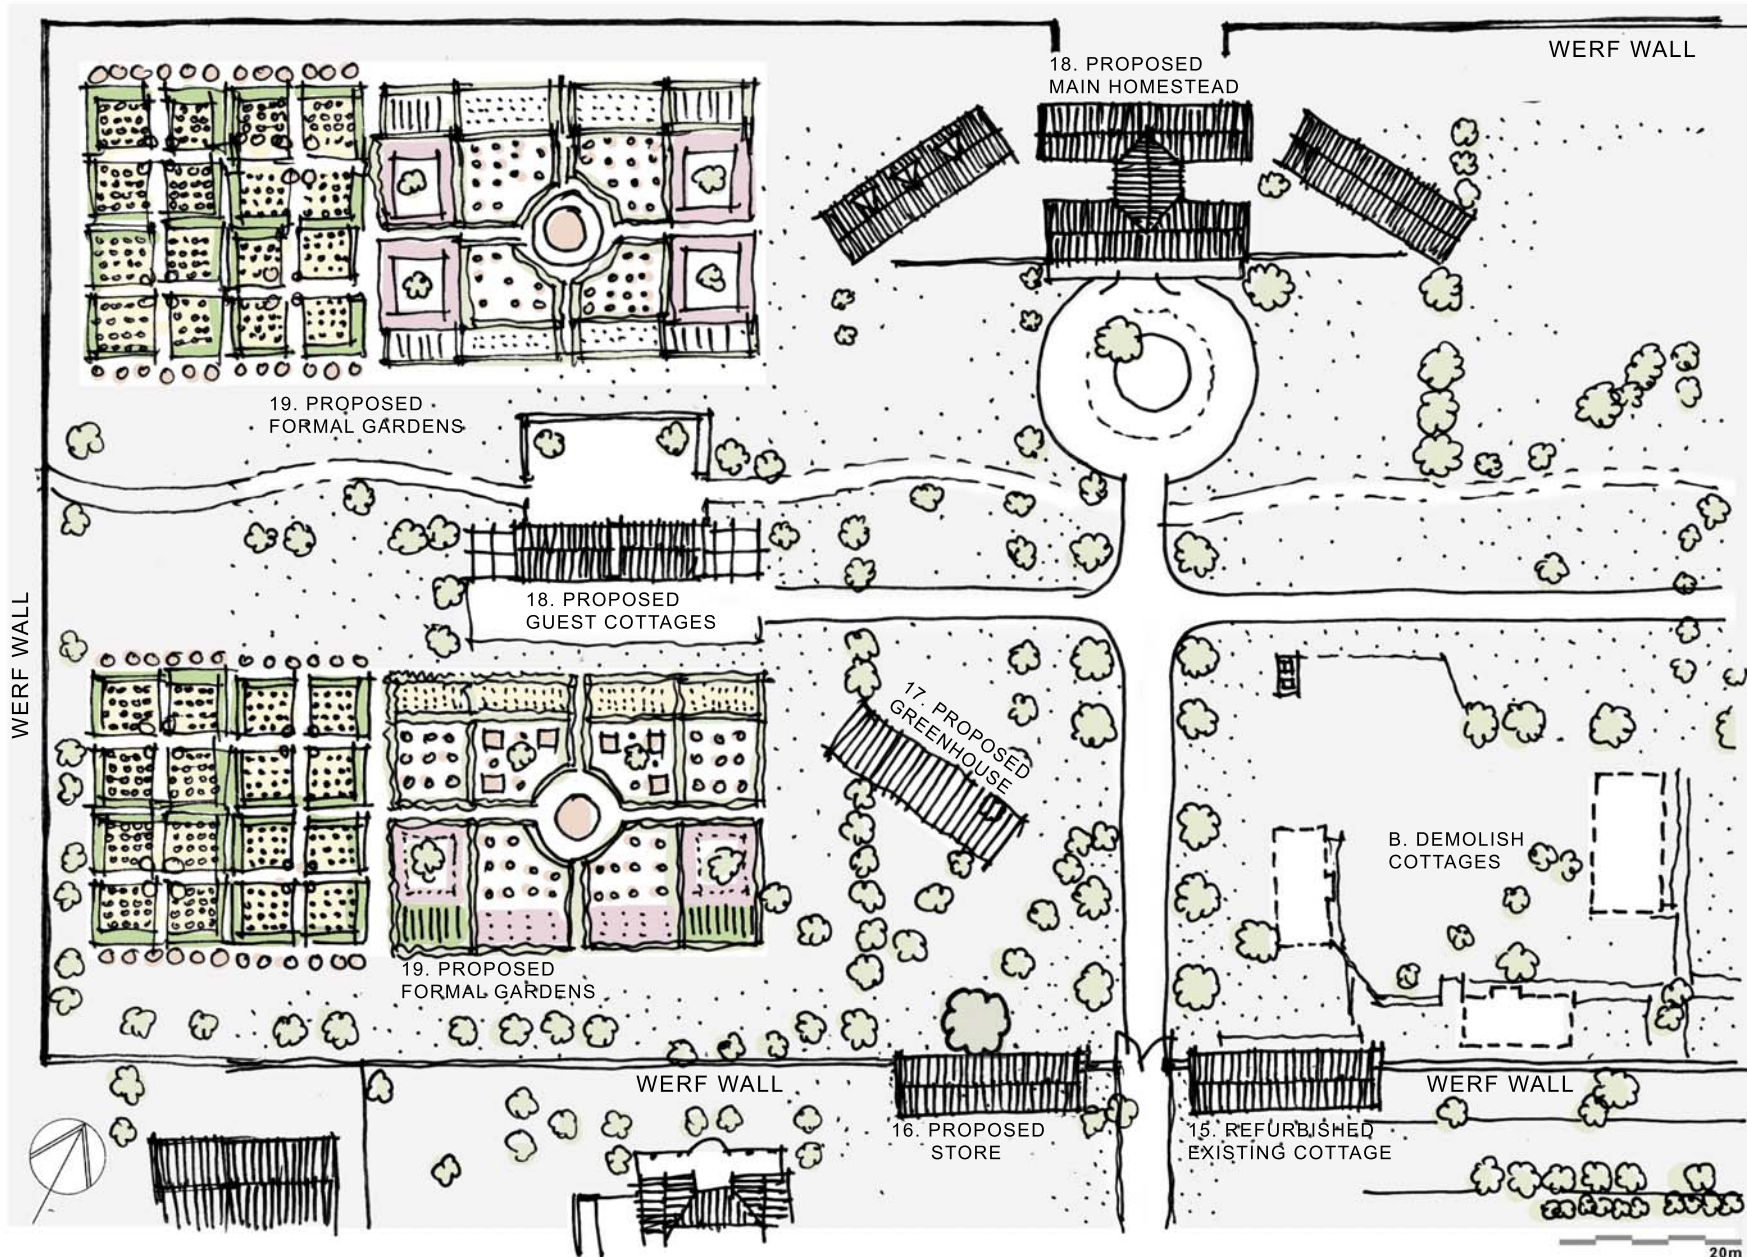 WERF WALL
18. PROPOSED
MAIN HOMESTEAD
19. PROPOSED
FORMAL GARDENS
18. PROPOSED
GUEST COTTAGES
WERF WALL
17. PROPOSED
GREENHOUSE
B. DEMOLISH
COTTAGES
19. PROPOSED
FORMAL GARDENS
WERF WALL
WERF WALL
16. PROPOSED
STORE
15. REFURBISHED
EXISTING COTTAGE
20m